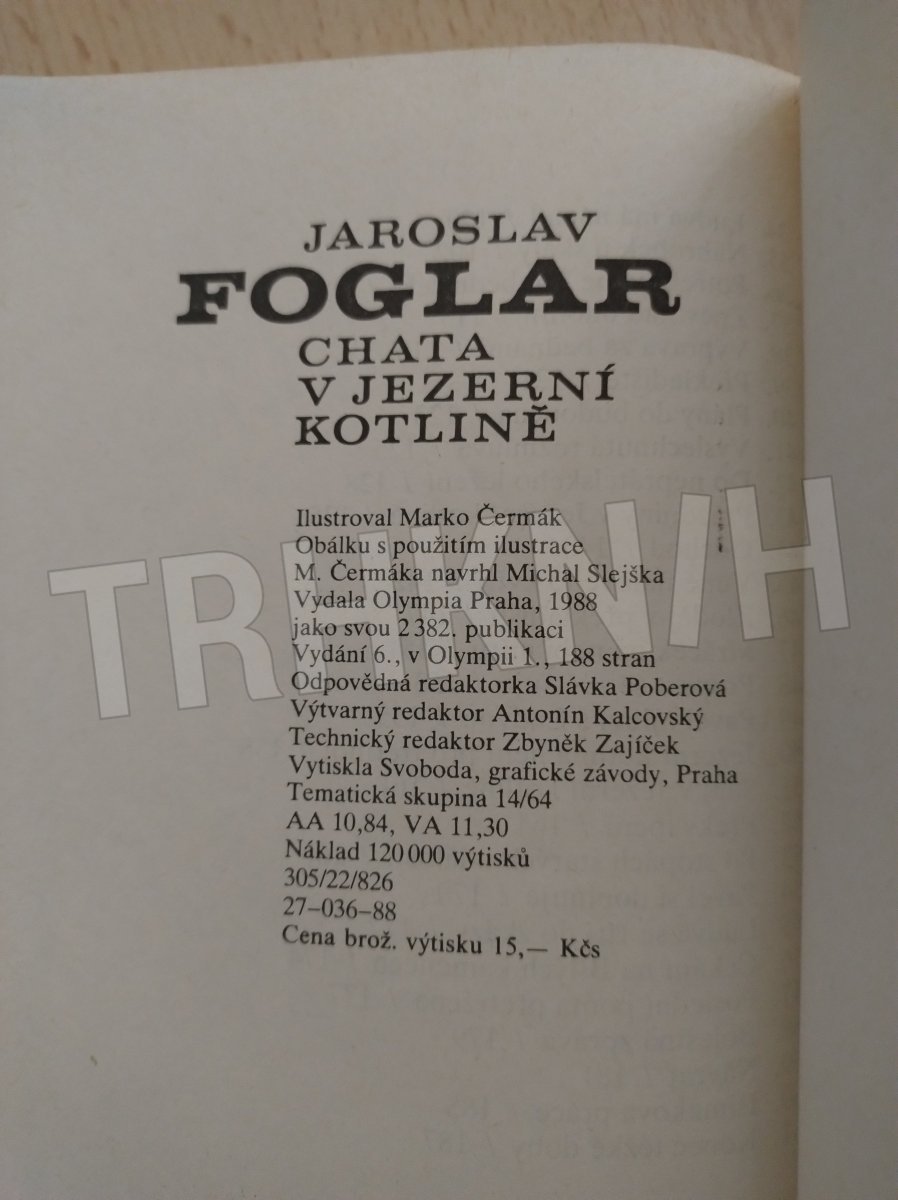 JAROSLAV
FOGLAR
CHATA
V JEZERNÍ
KOTLINĚ
Ilustroval Marko Čermák
Obálku s použitím ilustrace
M. Čermáka navrhl Michal Slejška
Vydala Olympia Praha, 1988
jako svou 2 382. publikaci
Vydání 6., v Olympii 1., 188 stran
Odpovědná redaktorka Slávka Poberová
Výtvarný redaktor Antonín Kalcovský
Technický redaktor Zbyněk Zajíček
Vytiskla Svoboda, grafické závody, Praha
Tematická skupina 14/64
AA 10,84, VA 11,30
Náklad 120 000 výtisků
305/22/826
27–036–88
Cena brož. výtisku 15,— Kčs
TRHKNIH